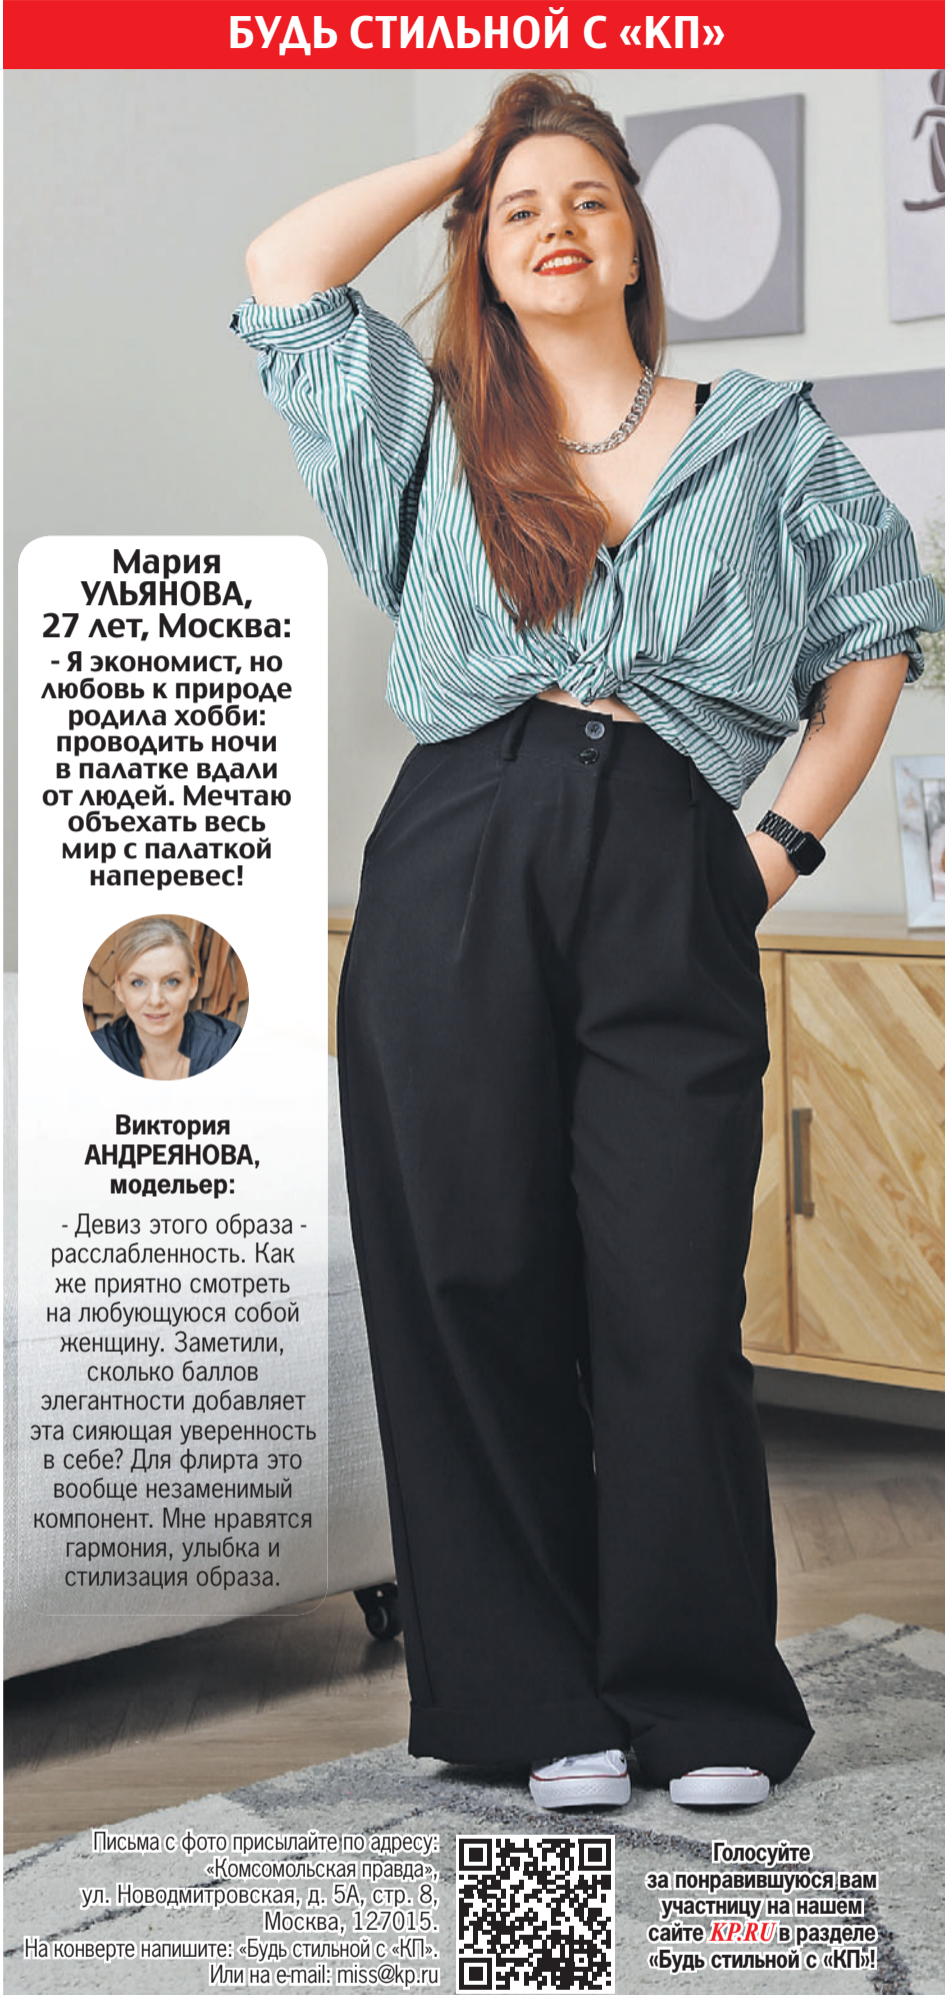 БУДЬ СТИЛЬНОЙ С «КП»
Мария
УЛЬЯНОВА,
27 лет, Москва:
- Я экономист, но
любовь к природе
родила хобби:
проводить ночи
в палатке вдали
от людей. Мечтаю
объехать весь
мир с палаткой
наперевес!
Виктория
АНДРЕЯНОВА,
модельер:
- Девиз этого образа -
расслабленность. Как
же приятно смотреть
на любующуюся собой
женщину. Заметили,
сколько баллов
элегантности добавляет
эта сияющая уверенность
в себе? Для флирта это
вообще незаменимый
компонент. Мне нравятся
гармония, улыбка и
стилизация образа.
Письма с фото присылайте по адресу:
«Комсомольская правда»,
ул. Новодмитровская, д. 5А, стр. 8,
Москва, 127015.
На конверте напишите: «Будь стильной с «КП».
Или на e-mail: miss@kp.ru
Голосуйте
за понравившуюся вам
участницу на нашем
сайте KP.RU в разделе
«Будь стильной с «КП»!